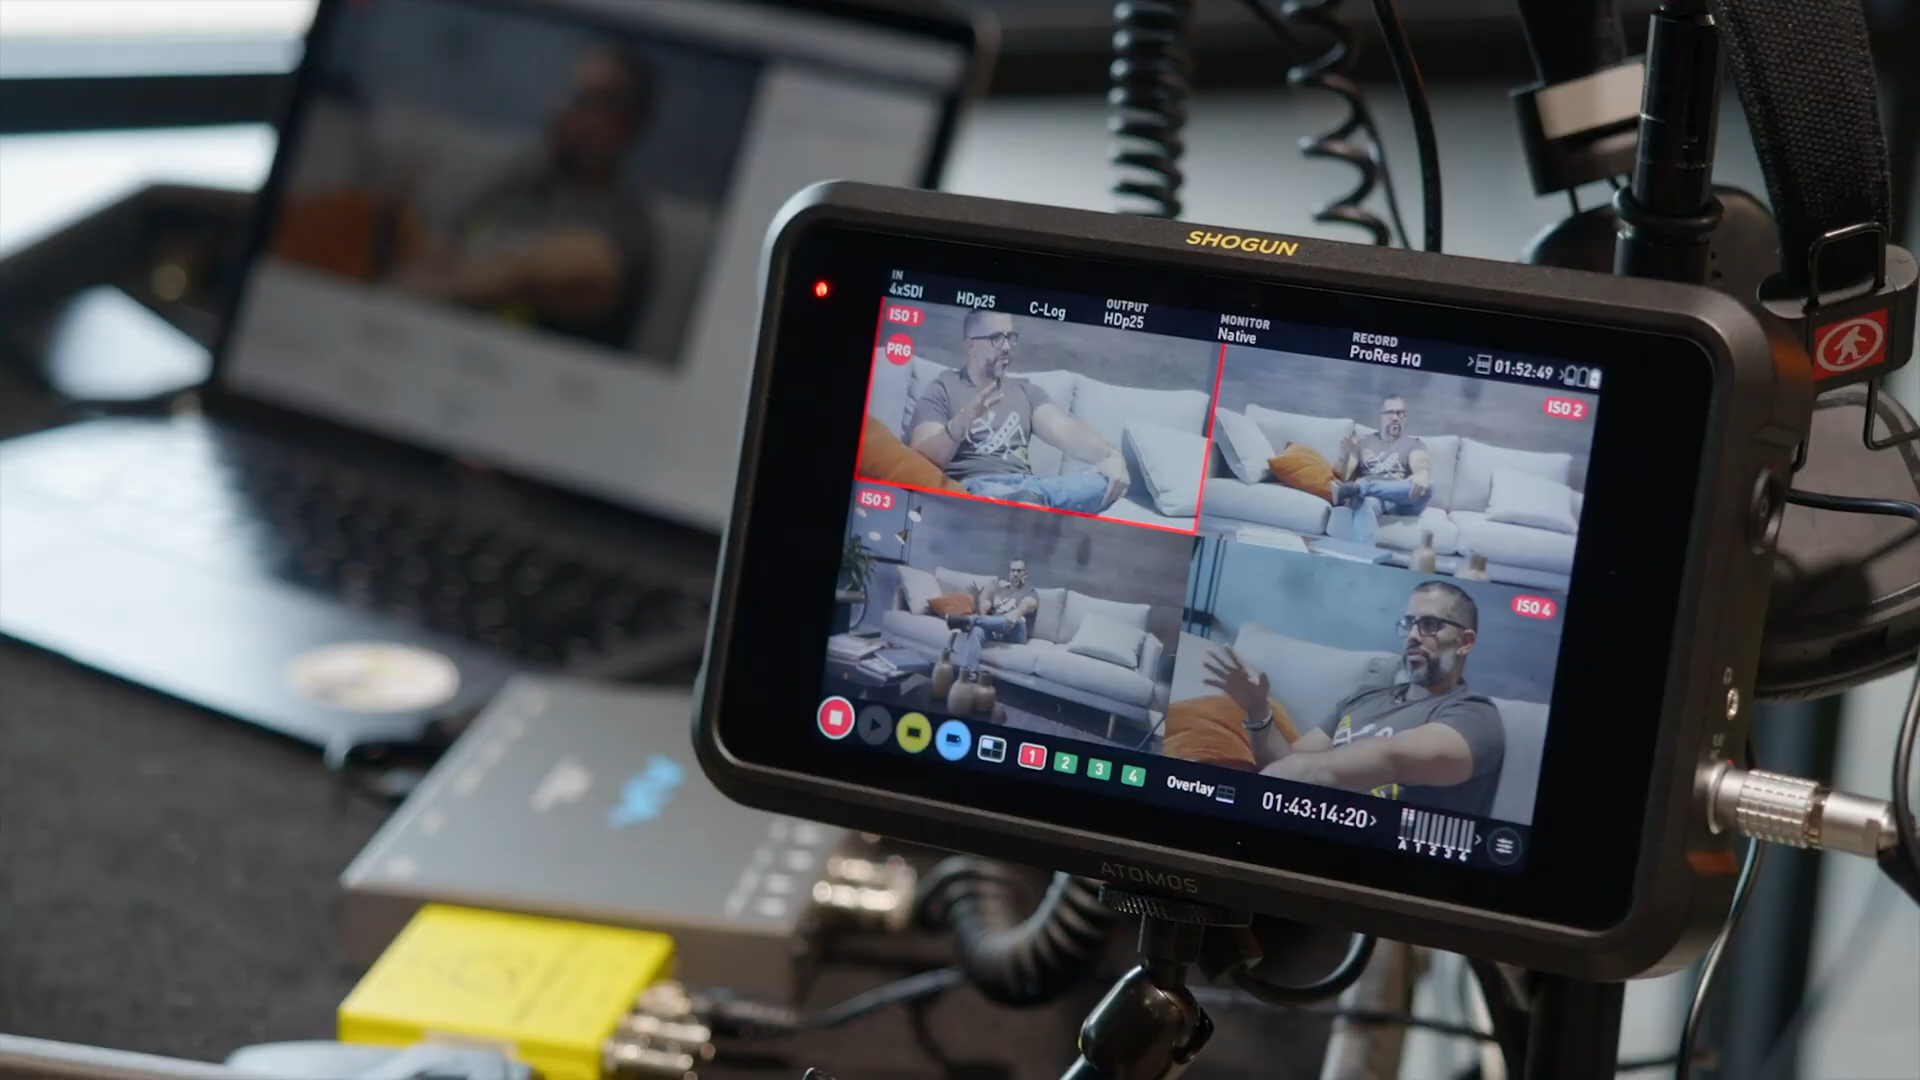 SHOGUN
IN
4xSDI
HDp25
C-Log
OUTPUT
HDp25
MONITOR
Native
RECORD
ProRes HQ
01:52:49
ISO 1
PRG
ISO 2
ISO 3
ISO 4
1 2 3 4
Overlay
01:43:14:20
A 1 2 3 4
ATOMOS